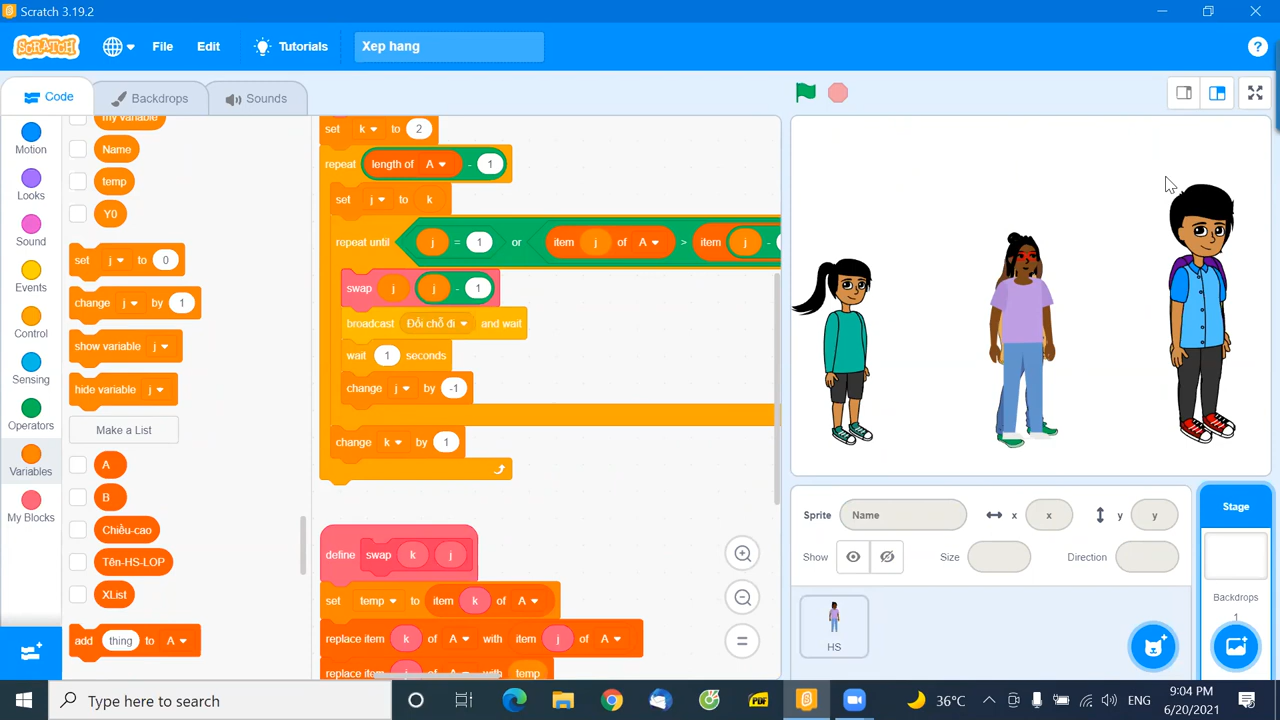 Scratch 3.19.2
SCRATCH
File
Edit
Tutorials
Xep hang
?
Code
Backdrops
Sounds
Motion
Looks
Sound
Events
Control
Sensing
Operators
Variables
My Blocks
my variable
Name
temp
Y0
set j to 0
change j by 1
show variable j
hide variable j
Make a List
A
B
Chiều-cao
Tên-HS-LOP
XList
add thing to A
set k to 2
repeat length of A - 1
set j to k
repeat until j = 1 or item j of A > item j -
swap j j - 1
broadcast Đổi chỗ đi and wait
wait 1 seconds
change j by -1
change k by 1
define swap k j
set temp to item k of A
replace item k of A with item j of A
replace item j of A with temp
Sprite Name x x y y
Show Size Direction
HS
Stage
Backdrops
1
Type here to search
PDF
36°C
ENG
9:04 PM
6/20/2021